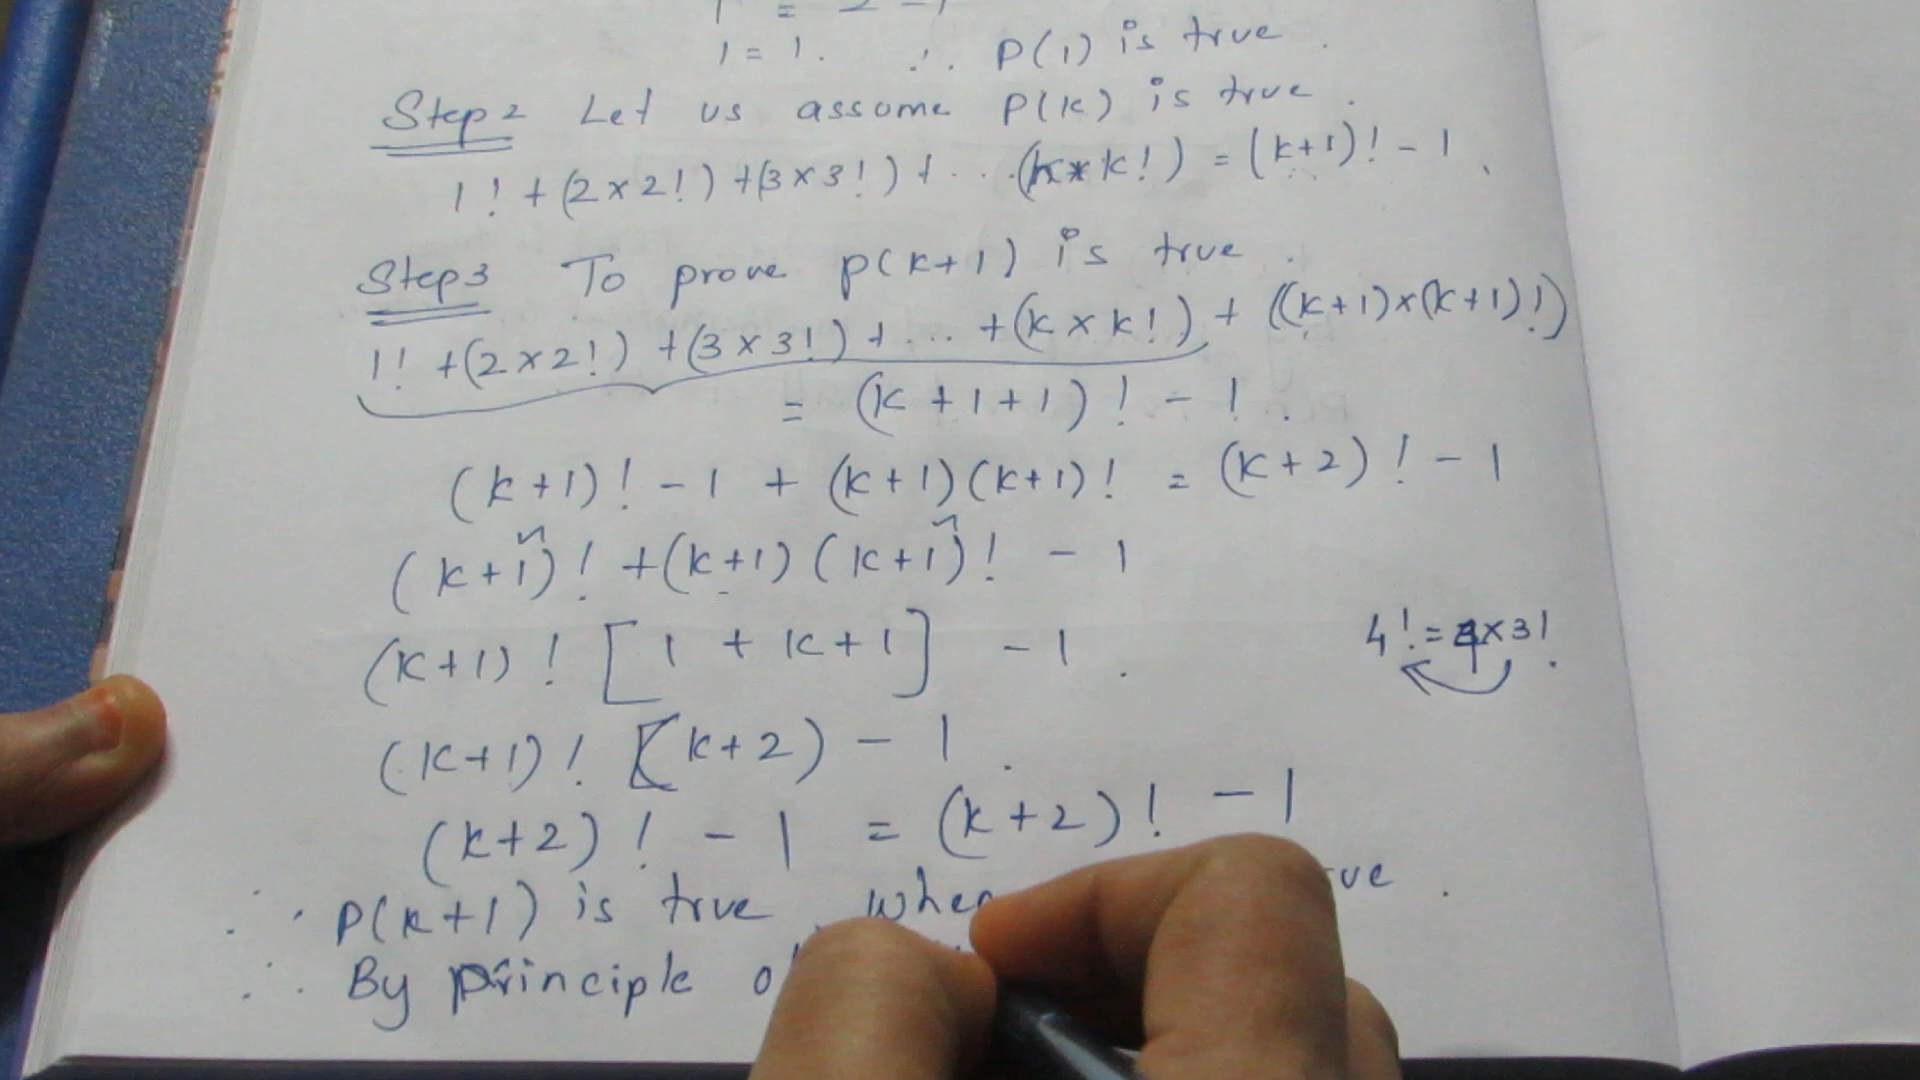 1 = 2 - 1
1 = 1. ∴ P(1) is true.
Step 2 Let us assume P(k) is true.
1! + (2 × 2!) + (3 × 3!) + ... (k × k!) = (k+1)! - 1.
Step 3 To prove P(k+1) is true.
1! + (2 × 2!) + (3 × 3!) + ... + (k × k!) + ((k+1)×(k+1)!)
= (k+1+1)! - 1.
(k+1)! - 1 + (k+1)(k+1)! = (k+2)! - 1
(k+1)! + (k+1)(k+1)! - 1
(k+1)! [1 + k+1] - 1.
4! = 4×3!.
(k+1)! (k+2) - 1.
(k+2)! - 1 = (k+2)! - 1
∴ P(k+1) is true
∴ By principle